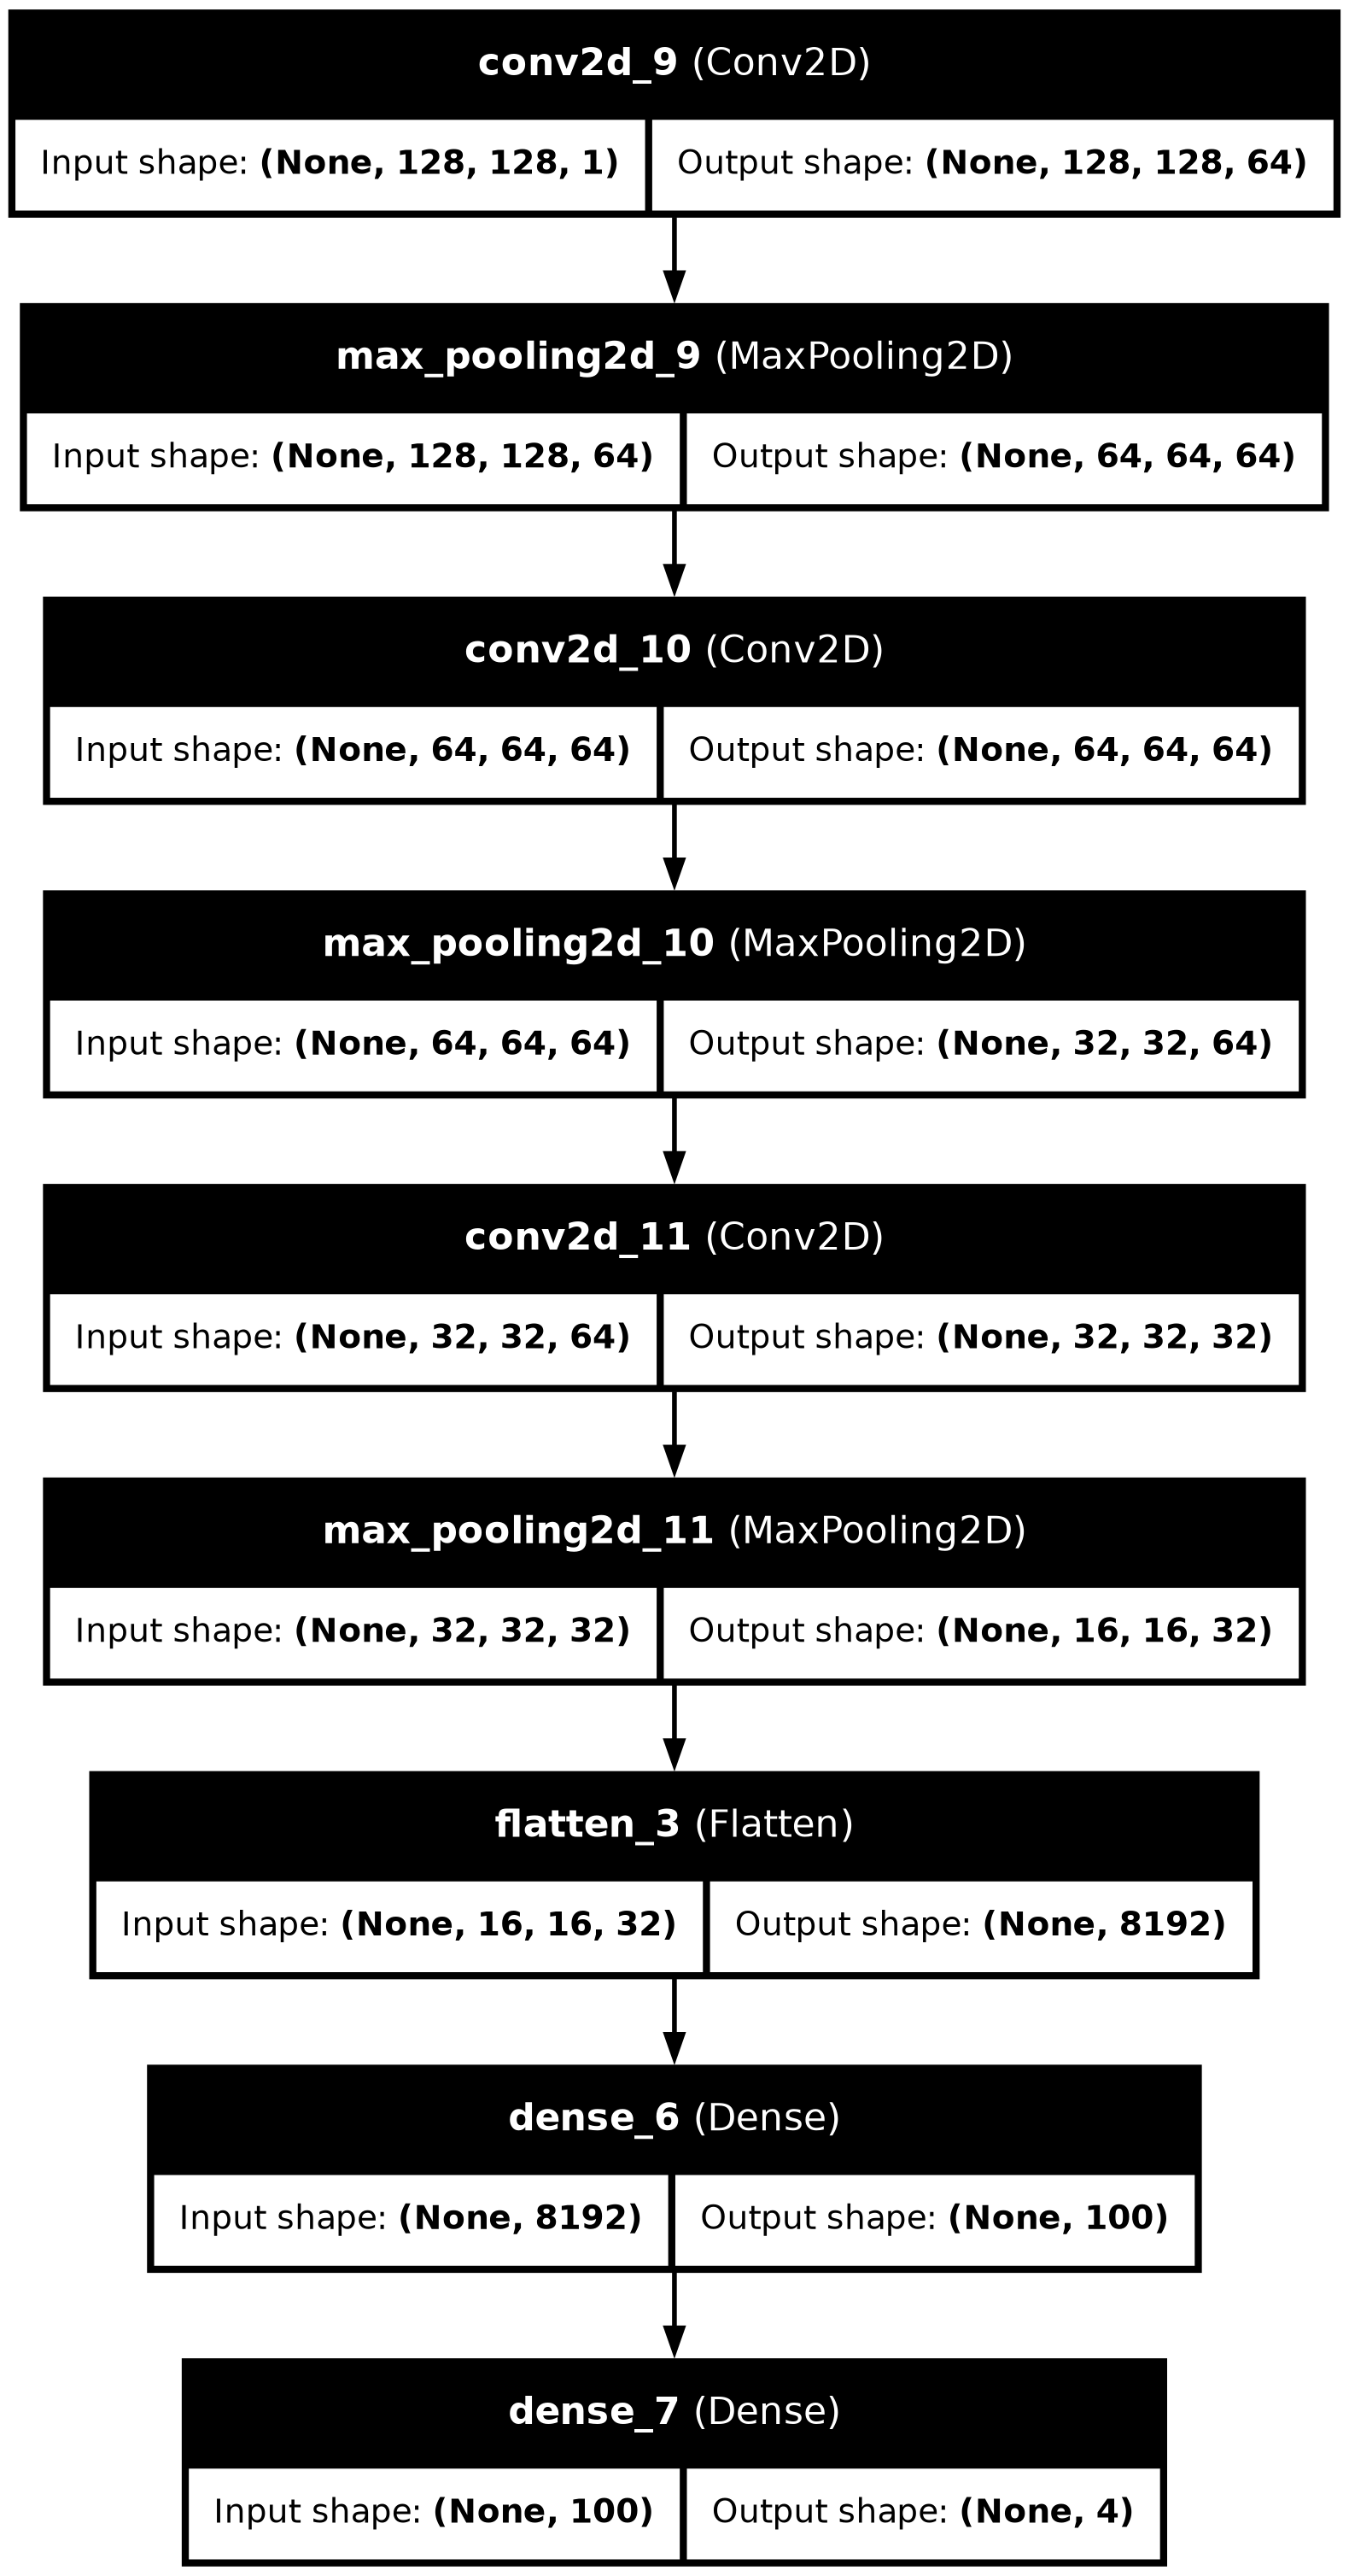 conv2d_9 (Conv2D)
Input shape: (None, 128, 128, 1) Output shape: (None, 128, 128, 64)
max_pooling2d_9 (MaxPooling2D)
Input shape: (None, 128, 128, 64) Output shape: (None, 64, 64, 64)
conv2d_10 (Conv2D)
Input shape: (None, 64, 64, 64) Output shape: (None, 64, 64, 64)
max_pooling2d_10 (MaxPooling2D)
Input shape: (None, 64, 64, 64) Output shape: (None, 32, 32, 64)
conv2d_11 (Conv2D)
Input shape: (None, 32, 32, 64) Output shape: (None, 32, 32, 32)
max_pooling2d_11 (MaxPooling2D)
Input shape: (None, 32, 32, 32) Output shape: (None, 16, 16, 32)
flatten_3 (Flatten)
Input shape: (None, 16, 16, 32) Output shape: (None, 8192)
dense_6 (Dense)
Input shape: (None, 8192) Output shape: (None, 100)
dense_7 (Dense)
Input shape: (None, 100) Output shape: (None, 4)